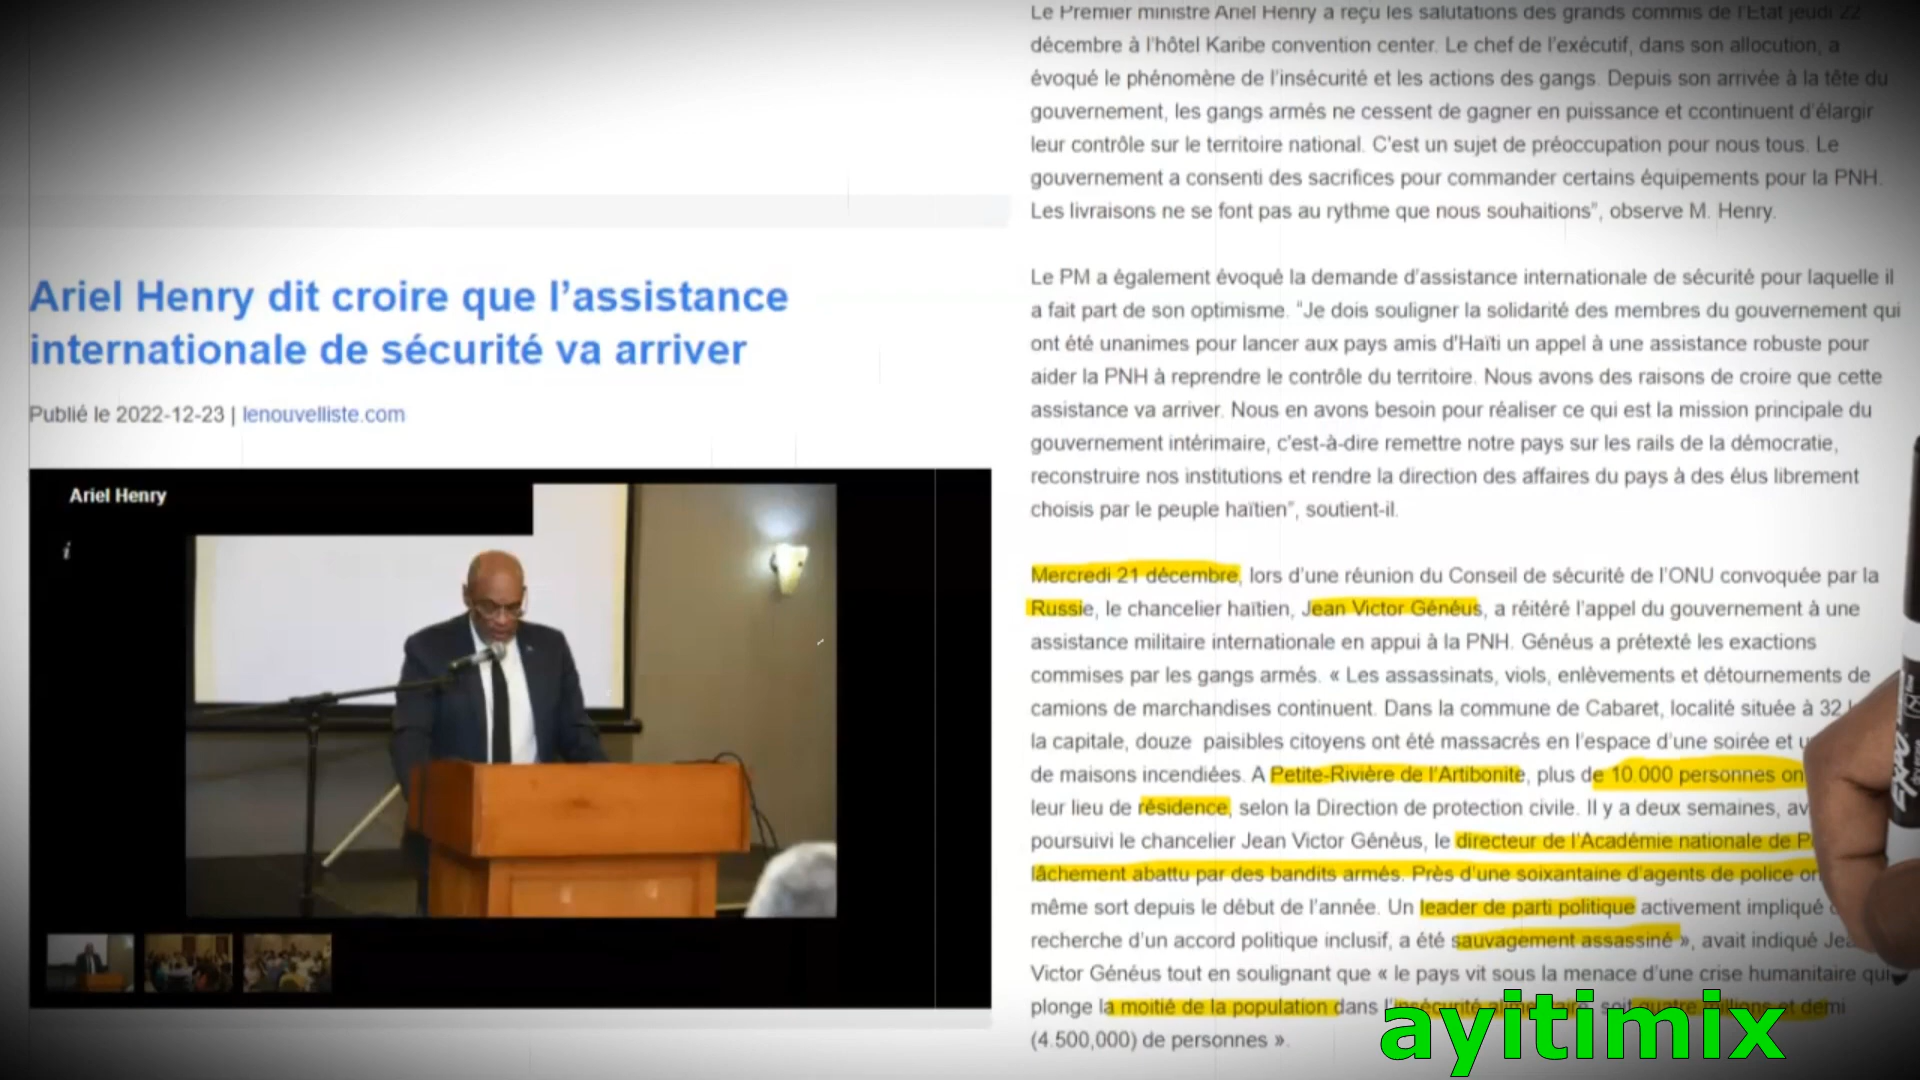 Ariel Henry dit croire que l’assistance
internationale de sécurité va arriver
Publié le 2022-12-23 | lenouvelliste.com
Ariel Henry
i
Le Premier ministre Ariel Henry a reçu les salutations des grands commis de l’Etat jeudi 22
décembre à l’hôtel Karibe convention center. Le chef de l’exécutif, dans son allocution, a
évoqué le phénomène de l’insécurité et les actions des gangs. Depuis son arrivée à la tête du
gouvernement, les gangs armés ne cessent de gagner en puissance et ccontinuent d’élargir
leur contrôle sur le territoire national. C'est un sujet de préoccupation pour nous tous. Le
gouvernement a consenti des sacrifices pour commander certains équipements pour la PNH.
Les livraisons ne se font pas au rythme que nous souhaitions”, observe M. Henry.
Le PM a également évoqué la demande d’assistance internationale de sécurité pour laquelle il
a fait part de son optimisme. “Je dois souligner la solidarité des membres du gouvernement qui
ont été unanimes pour lancer aux pays amis d'Haïti un appel à une assistance robuste pour
aider la PNH à reprendre le contrôle du territoire. Nous avons des raisons de croire que cette
assistance va arriver. Nous en avons besoin pour réaliser ce qui est la mission principale du
gouvernement intérimaire, c'est-à-dire remettre notre pays sur les rails de la démocratie,
reconstruire nos institutions et rendre la direction des affaires du pays à des élus librement
choisis par le peuple haïtien”, soutient-il.
Mercredi 21 décembre, lors d’une réunion du Conseil de sécurité de l’ONU convoquée par la
Russie, le chancelier haïtien, Jean Victor Généus, a réitéré l’appel du gouvernement à une
assistance militaire internationale en appui à la PNH. Généus a prétexté les exactions
commises par les gangs armés. « Les assassinats, viols, enlèvements et détournements de
camions de marchandises continuent. Dans la commune de Cabaret, localité située à 32
la capitale, douze paisibles citoyens ont été massacrés en l’espace d’une soirée et
de maisons incendiées. A Petite-Rivière de l’Artibonite, plus de 10.000 personnes on
leur lieu de résidence, selon la Direction de protection civile. Il y a deux semaines, av
poursuivi le chancelier Jean Victor Généus, le directeur de l’Académie nationale de P
lâchement abattu par des bandits armés. Près d’une soixantaine d’agents de police
même sort depuis le début de l’année. Un leader de parti politique activement impliqué
recherche d’un accord politique inclusif, a été sauvagement assassiné », avait indiqué Jea
Victor Généus tout en soulignant que « le pays vit sous la menace d’une crise humanitaire qui
plonge la moitié de la population dans l’insécurité alimentaire, soit quatre millions et demi
(4.500,000) de personnes ».
EXPO
ayitimix